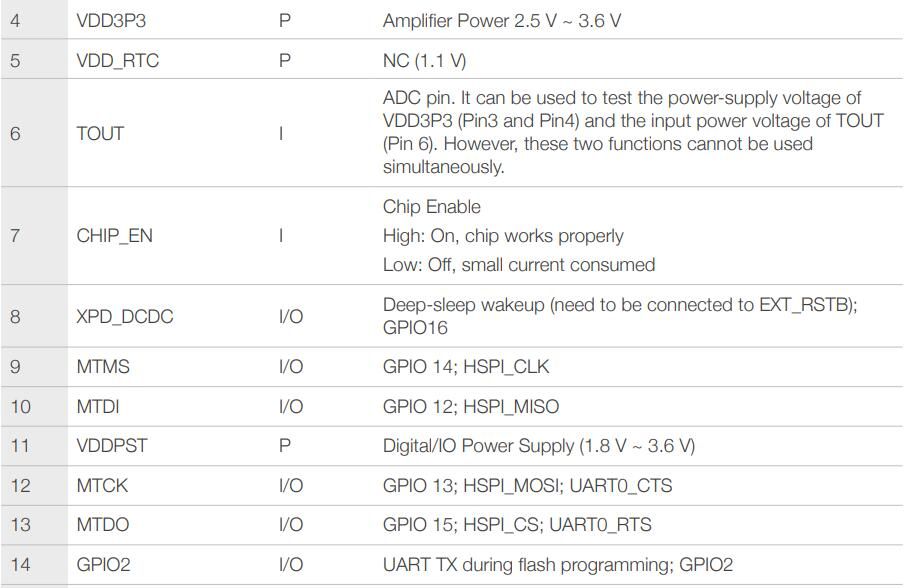 4 VDD3P3 P Amplifier Power 2.5 V ~ 3.6 V
5 VDD_RTC P NC (1.1 V)
6 TOUT I ADC pin. It can be used to test the power-supply voltage of
VDD3P3 (Pin3 and Pin4) and the input power voltage of TOUT
(Pin 6). However, these two functions cannot be used
simultaneously.
7 CHIP_EN I Chip Enable
High: On, chip works properly
Low: Off, small current consumed
8 XPD_DCDC I/O Deep-sleep wakeup (need to be connected to EXT_RSTB);
GPIO16
9 MTMS I/O GPIO 14; HSPI_CLK
10 MTDI I/O GPIO 12; HSPI_MISO
11 VDDPST P Digital/IO Power Supply (1.8 V ~ 3.6 V)
12 MTCK I/O GPIO 13; HSPI_MOSI; UART0_CTS
13 MTDO I/O GPIO 15; HSPI_CS; UART0_RTS
14 GPIO2 I/O UART TX during flash programming; GPIO2